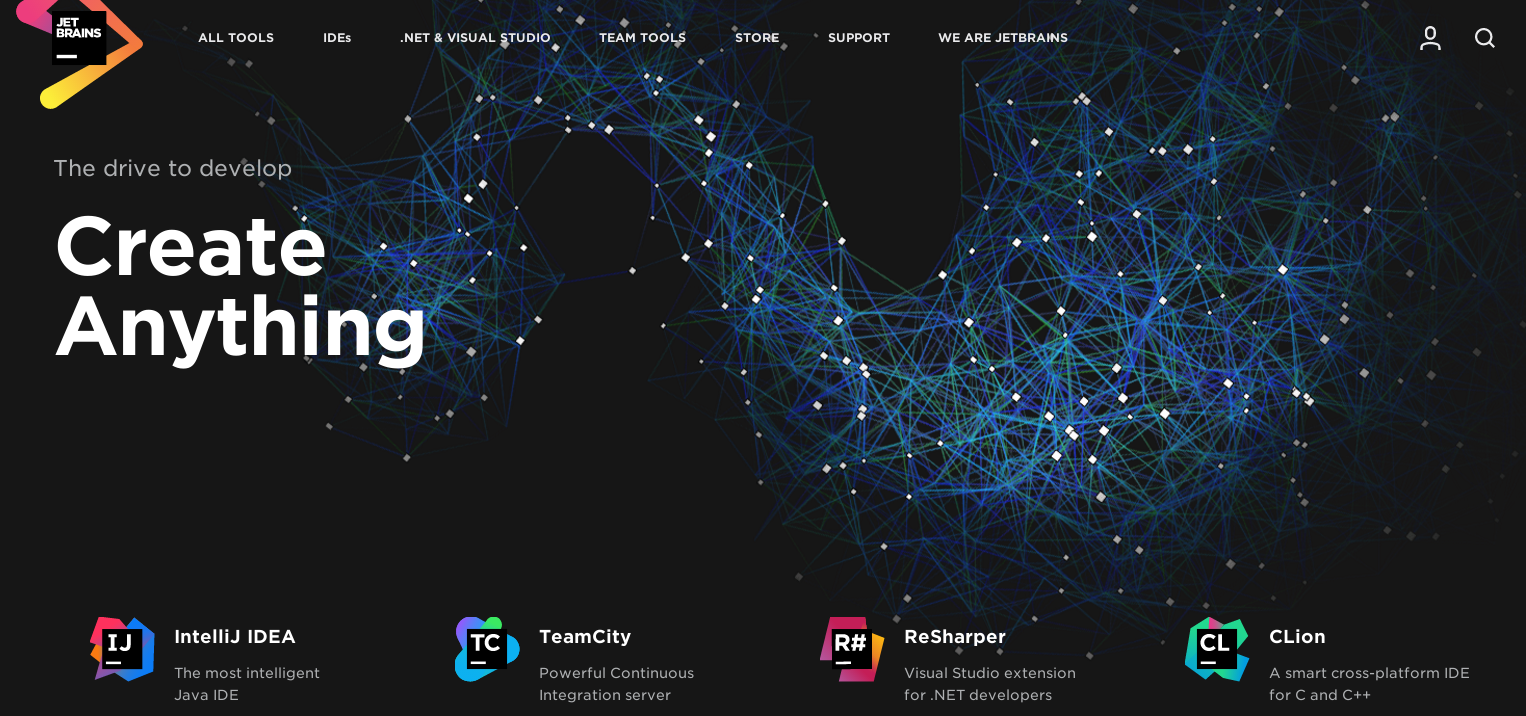 JET
BRAINS
ALL TOOLS IDEs .NET & VISUAL STUDIO TEAM TOOLS STORE SUPPORT WE ARE JETBRAINS
The drive to develop
Create
Anything
IJ
IntelliJ IDEA
The most intelligent
Java IDE
TC
TeamCity
Powerful Continuous
Integration server
R#
ReSharper
Visual Studio extension
for .NET developers
CL
CLion
A smart cross-platform IDE
for C and C++